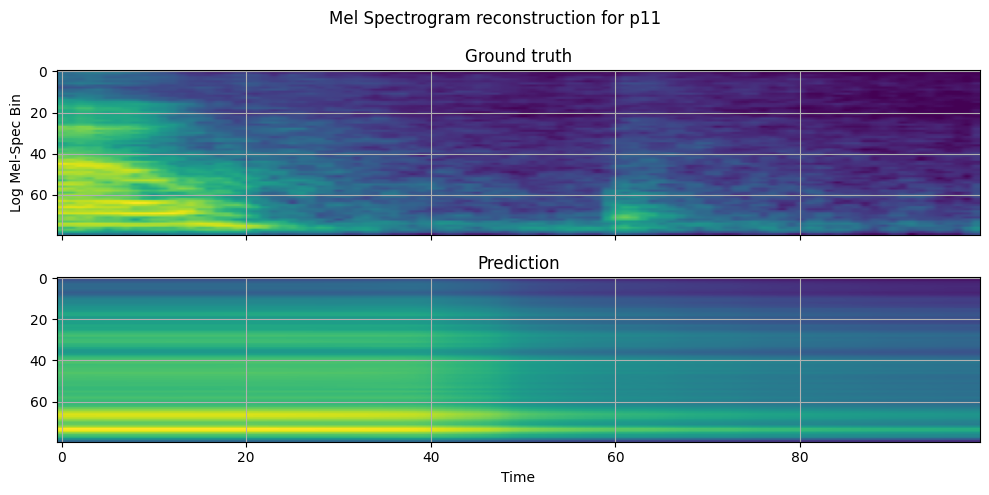 Mel Spectrogram reconstruction for p11
Ground truth
Log Mel-Spec Bin
0
20
40
60
Prediction
0
20
40
60
0 20 40 60 80
Time